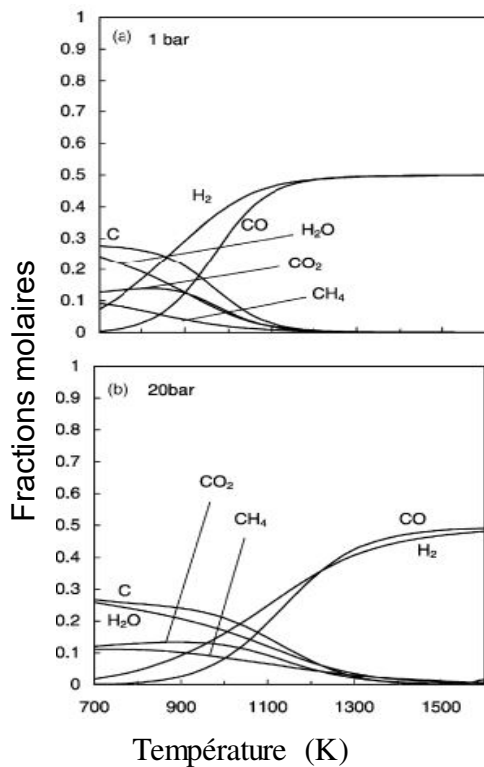 1
0.9
0.8
0.7
0.6
0.5
0.4
0.3
0.2
0.1
0
(a) 1 bar
H₂
CO
C
H₂O
CO₂
CH₄
Fractions molaires
1
0.9
0.8
0.7
0.6
0.5
0.4
0.3
0.2
0.1
0
(b) 20bar
CO₂
CH₄
CO
H₂
C
H₂O
700 900 1100 1300 1500
Température (K)